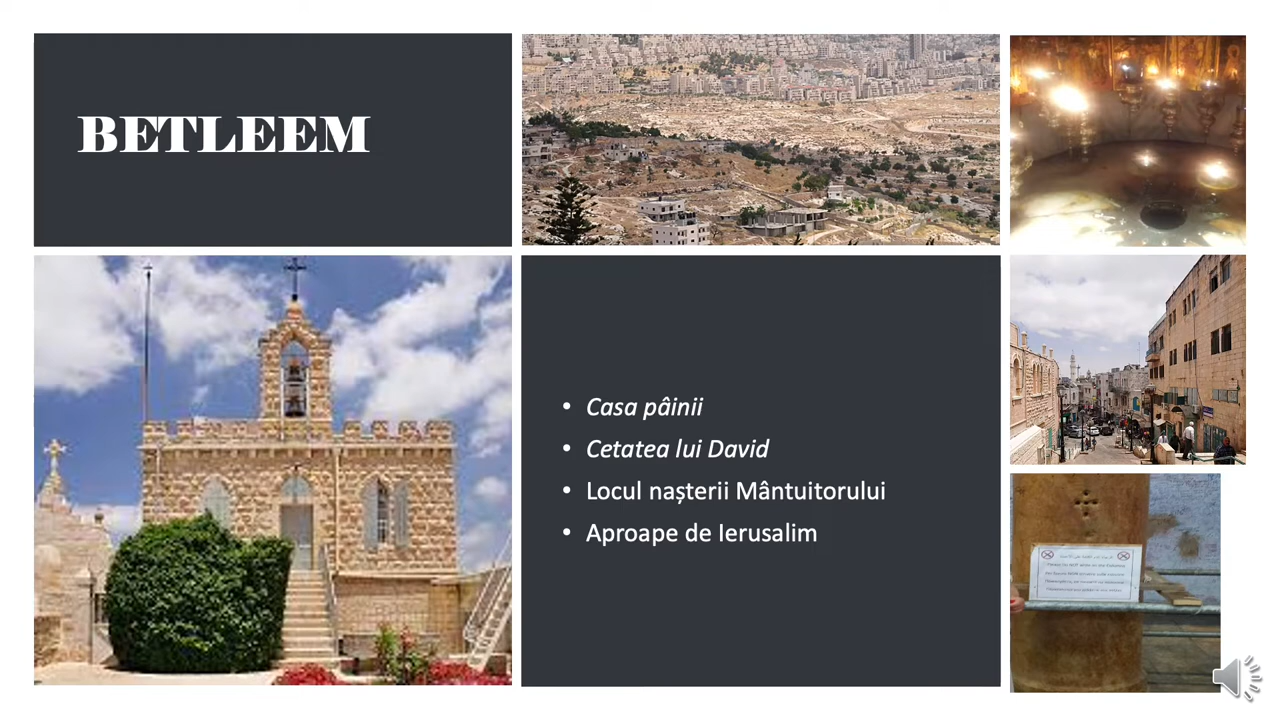 BETLEEM
• Casa pâinii
• Cetatea lui David
• Locul nașterii Mântuitorului
• Aproape de Ierusalim